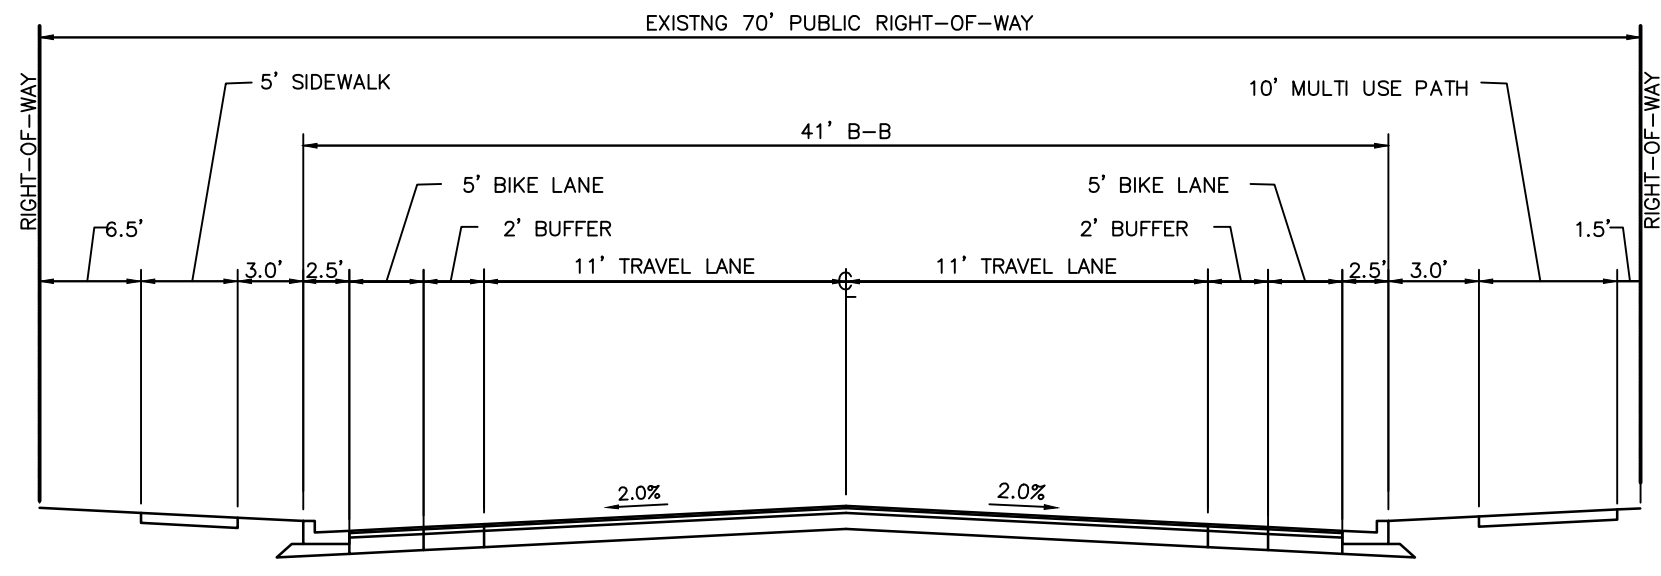 EXISTNG 70' PUBLIC RIGHT-OF-WAY
RIGHT-OF-WAY
5' SIDEWALK
10' MULTI USE PATH
RIGHT-OF-WAY
41' B-B
5' BIKE LANE
5' BIKE LANE
6.5'
2' BUFFER
2' BUFFER
1.5'
3.0'
2.5'
11' TRAVEL LANE
℄
11' TRAVEL LANE
2.5'
3.0'
2.0%
2.0%